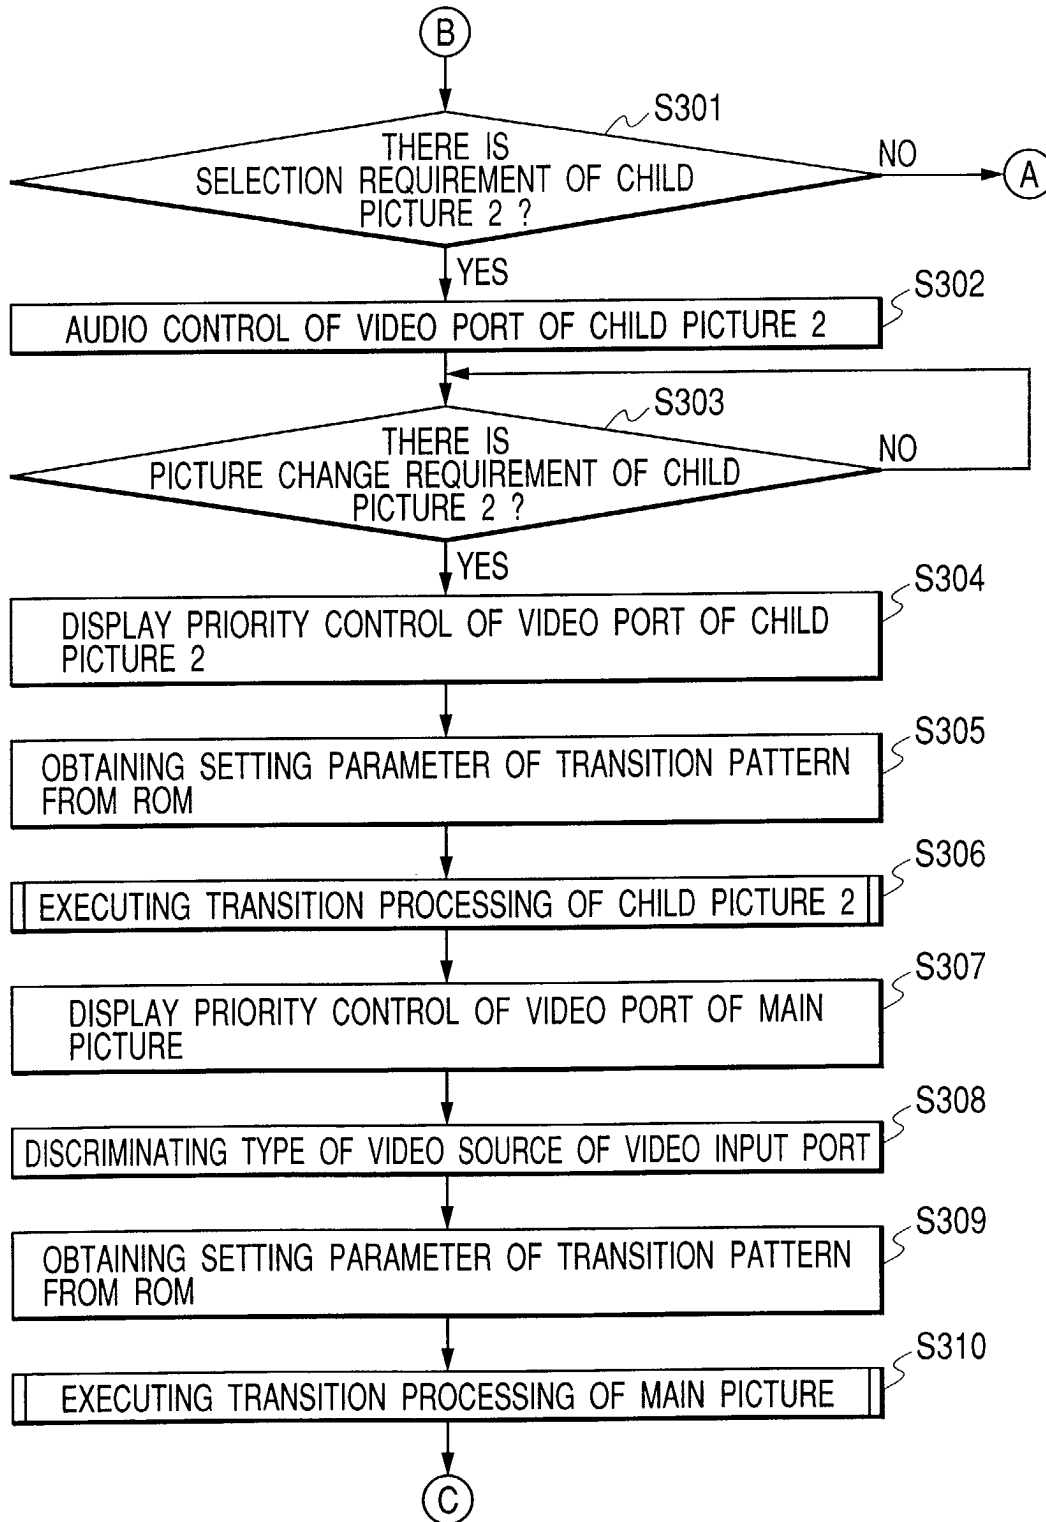 B
S301
THERE IS
SELECTION REQUIREMENT OF CHILD
PICTURE 2 ?
NO
A
YES
S302
AUDIO CONTROL OF VIDEO PORT OF CHILD PICTURE 2
S303
THERE IS
PICTURE CHANGE REQUIREMENT OF CHILD
PICTURE 2 ?
NO
YES
S304
DISPLAY PRIORITY CONTROL OF VIDEO PORT OF CHILD
PICTURE 2
S305
OBTAINING SETTING PARAMETER OF TRANSITION PATTERN
FROM ROM
S306
EXECUTING TRANSITION PROCESSING OF CHILD PICTURE 2
S307
DISPLAY PRIORITY CONTROL OF VIDEO PORT OF MAIN
PICTURE
S308
DISCRIMINATING TYPE OF VIDEO SOURCE OF VIDEO INPUT PORT
S309
OBTAINING SETTING PARAMETER OF TRANSITION PATTERN
FROM ROM
S310
EXECUTING TRANSITION PROCESSING OF MAIN PICTURE
C